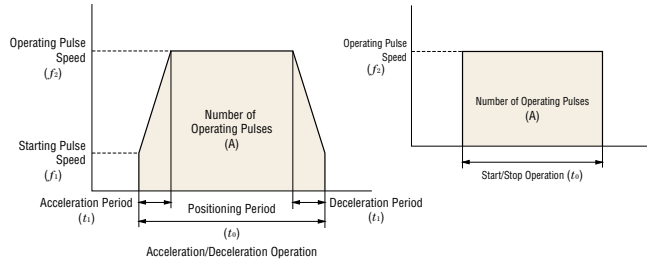 Operating Pulse
Speed
(f₂)
Number of
Operating Pulses
(A)
Starting Pulse
Speed
(f₁)
Acceleration Period
(t₁)
Positioning Period
(t₀)
Deceleration Period
(t₁)
Acceleration/Deceleration Operation
Operating Pulse
Speed
(f₂)
Number of Operating Pulses
(A)
Start/Stop Operation (t₀)